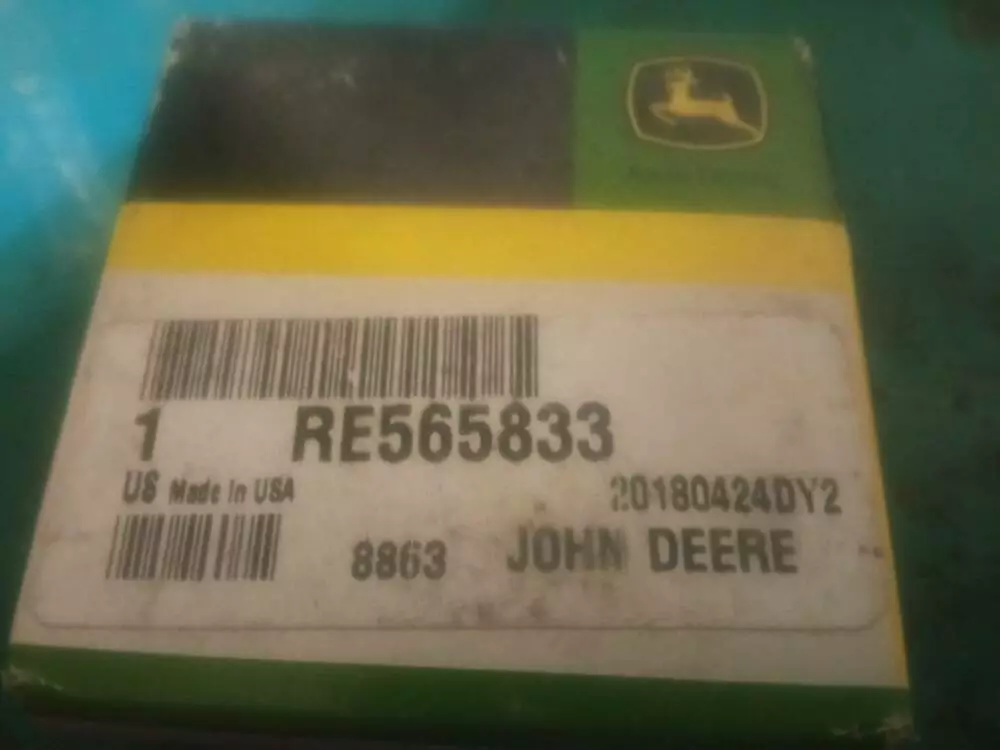 1 RE565833
US Made in USA 20180424DY2
8863 JOHN DEERE